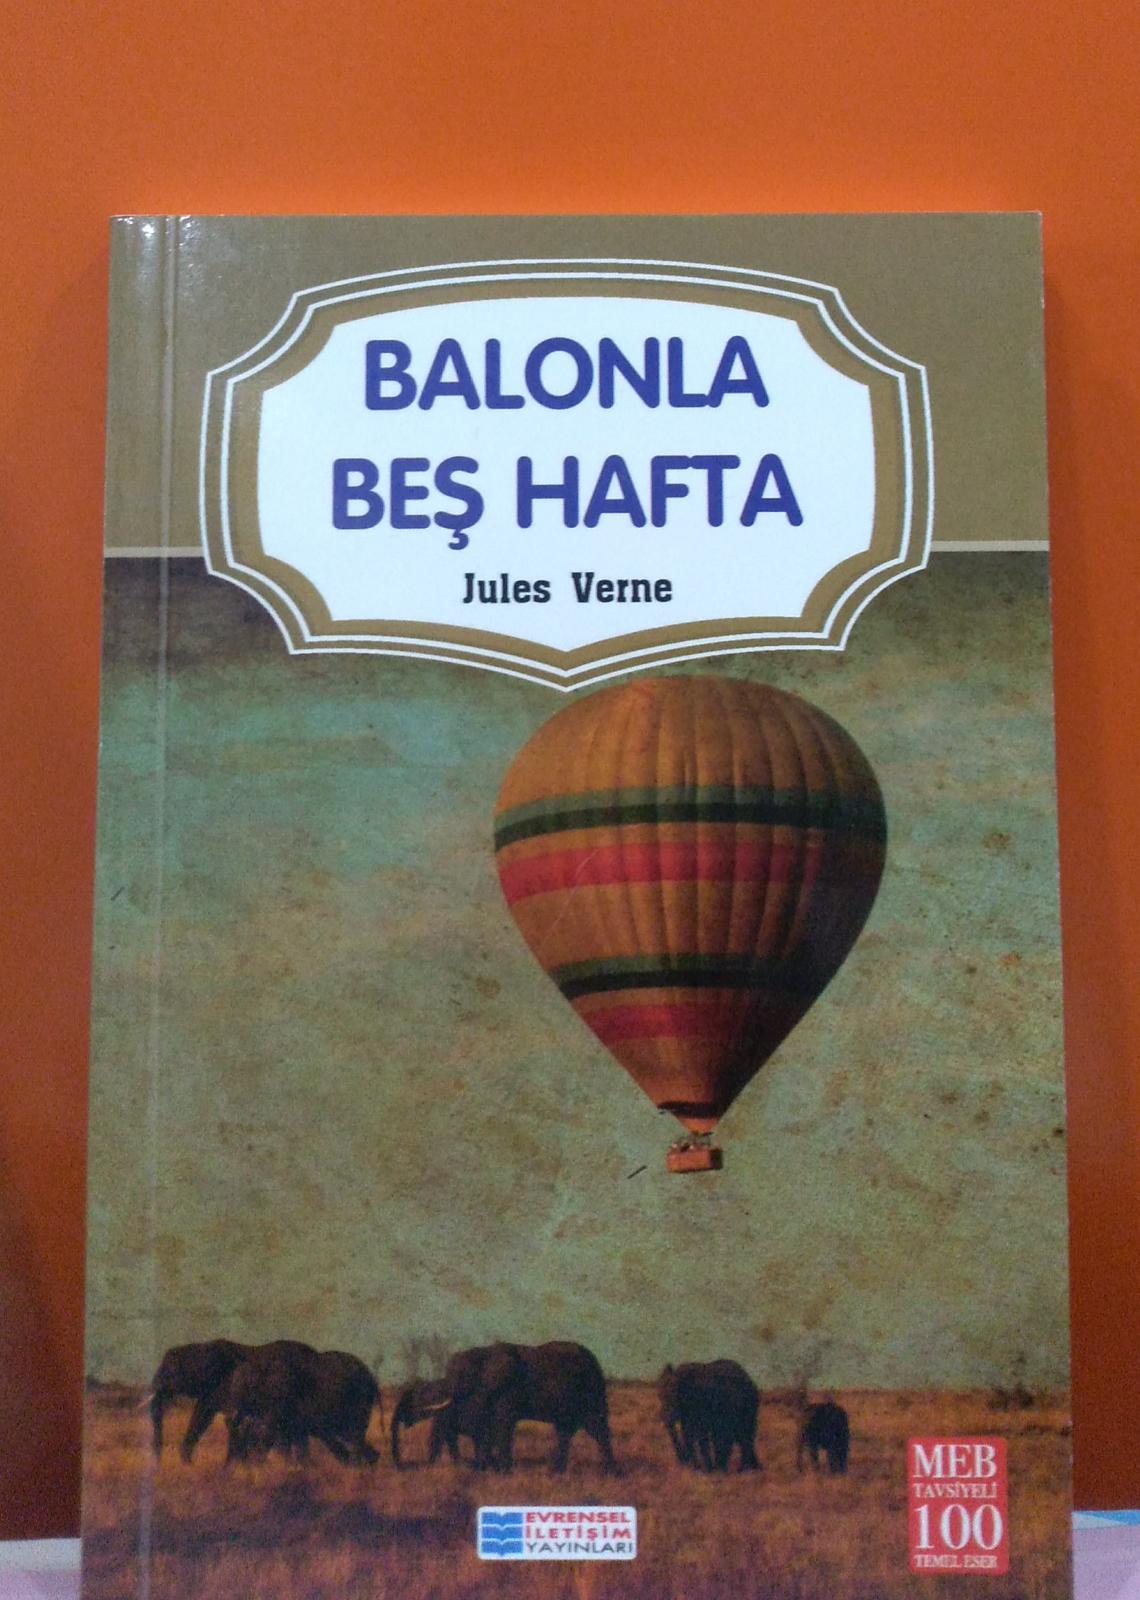 BALONLA
BEŞ HAFTA
Jules Verne
EVRENSEL
İLETİŞİM
YAYINLARI
MEB
TAVSİYELİ
100
TEMEL ESER